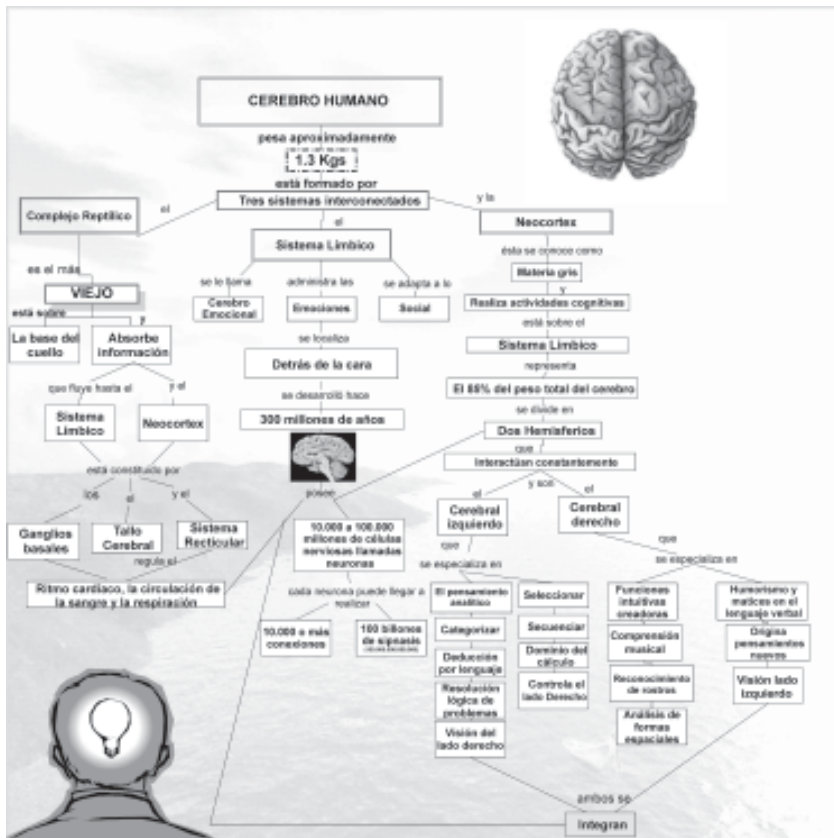 CEREBRO HUMANO
pesa aproximadamente
1.3 Kgs
está formado por
Tres sistemas interconectados
el
el
y la
Complejo Reptílico
es el más
VIEJO
está sobre
y
La base del
cuello
Absorbe
información
que fluye hasta el
y el
Sistema
Límbico
Neocortex
está constituido por
los
el
y el
Ganglios
basales
Tallo
Cerebral
Sistema
Recticular
regula el
Ritmo cardíaco, la circulación de
la sangre y la respiración
Sistema Límbico
se le llama
administra las
se adapta a lo
Cerebro
Emocional
Emociones
Social
se localiza
Detrás de la cara
se desarrolló hace
300 millones de años
posee
10.000 a 100.000
millones de células
nerviosas llamadas
neuronas
cada neurona puede llegar a
realizar
10.000 o más
conexiones
100 billones
de sipnasis
Neocortex
ésta se conoce como
Materia gris
y
Realiza actividades cognitivas
está sobre el
Sistema Límbico
representa
El 85% del peso total del cerebro
se divide en
Dos Hemisferios
que
Interactúan constantemente
y son
el
el
Cerebral
izquierdo
que
se especializa en
El pensamiento
analítico
Categorizar
Deducción
por lenguaje
Resolución
lógica de
problemas
Visión del
lado derecho
Seleccionar
Secuenciar
Dominio del
cálculo
Controla el
lado Derecho
Cerebral
derecho
que
se especializa en
Funciones
intuitivas
creadoras
Comprensión
musical
Reconocimiento
de rostros
Análisis de
formas
espaciales
Humorismo y
matices en el
lenguaje verbal
Origina
pensamientos
nuevos
Visión lado
izquierdo
ambos se
Integran